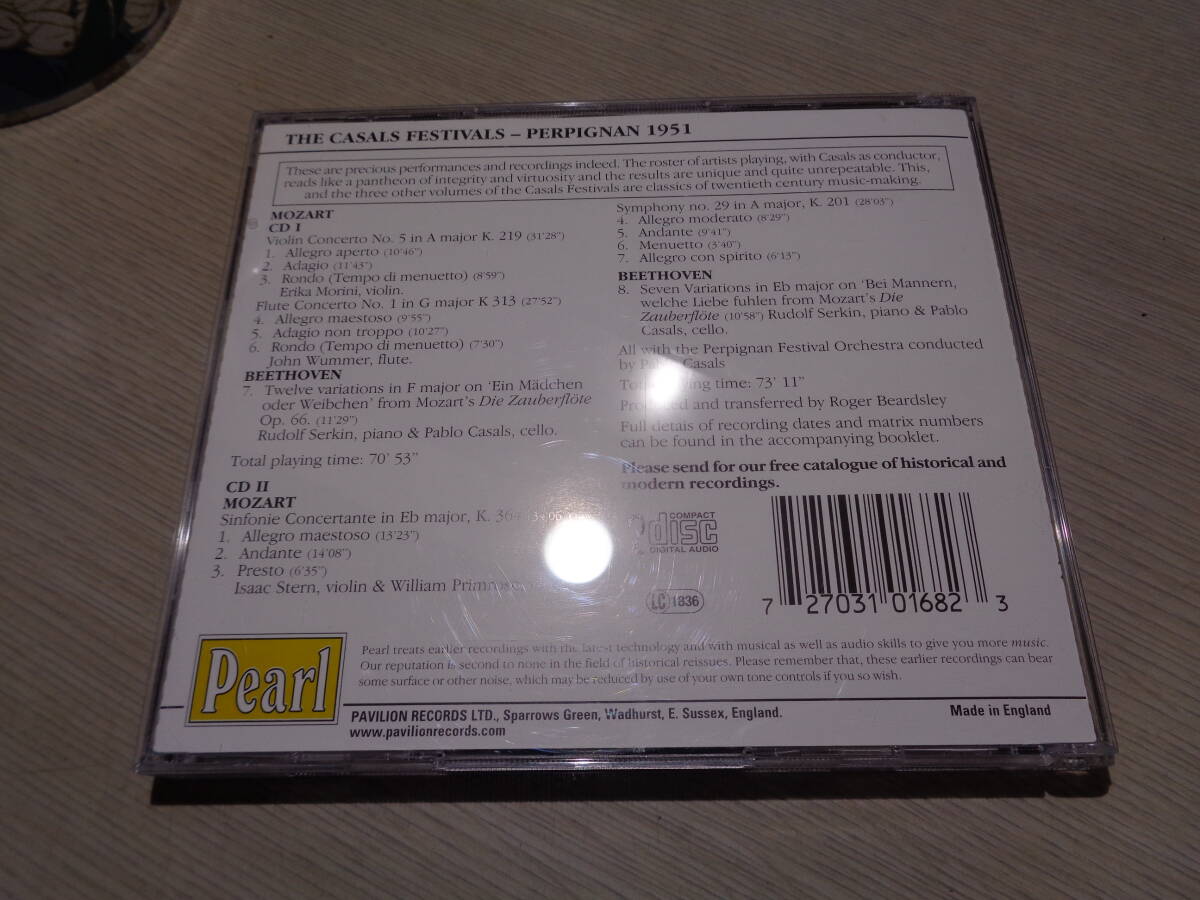 THE CASALS FESTIVALS – PERPIGNAN 1951
These are precious performances and recordings indeed. The roster of artists playing, with Casals as conductor,
reads like a pantheon of integrity and virtuosity and the results are unique and quite unrepeatable. This,
and the three other volumes of the Casals Festivals are classics of twentieth century music-making.
MOZART
CD I
Violin Concerto No. 5 in A major K. 219 (31'28")
1. Allegro aperto (10'46")
2. Adagio (11'43")
3. Rondo (Tempo di menuetto) (8'59")
Erika Morini, violin.
Flute Concerto No. 1 in G major K 313 (27'52")
4. Allegro maestoso (9'55")
5. Adagio non troppo (10'27")
6. Rondo (Tempo di menuetto) (7'30")
John Wummer, flute.
BEETHOVEN
7. Twelve variations in F major on 'Ein Mädchen
oder Weibchen' from Mozart's Die Zauberflöte
Op. 66. (11'29")
Rudolf Serkin, piano & Pablo Casals, cello.
Total playing time: 70' 53"
CD II
MOZART
Sinfonie Concertante in Eb major, K. 364
1. Allegro maestoso (13'23")
2. Andante (14'08")
3. Presto (6'35")
Isaac Stern, violin & William Primrose,
Symphony no. 29 in A major, K. 201 (28'03")
4. Allegro moderato (8'29")
5. Andante (9'41")
6. Menuetto (3'40")
7. Allegro con spirito (6'13")
BEETHOVEN
8. Seven Variations in Eb major on 'Bei Mannern,
welche Liebe fuhlen from Mozart's Die
Zauberflöte (10'58") Rudolf Serkin, piano & Pablo
Casals, cello.
All with the Perpignan Festival Orchestra conducted
by Pablo Casals
Total playing time: 73' 11"
Produced and transferred by Roger Beardsley
Full detais of recording dates and matrix numbers
can be found in the accompanying booklet.
Please send for our free catalogue of historical and
modern recordings.
COMPACT
disc
DIGITAL AUDIO
LC 1836
7 27031 01682 3
Pearl
Pearl treats earlier recordings with the latest technology and with musical as well as audio skills to give you more music.
Our reputation is second to none in the field of historical reissues. Please remember that, these earlier recordings can bear
some surface or other noise, which may be reduced by use of your own tone controls if you so wish.
PAVILION RECORDS LTD., Sparrows Green, Wadhurst, E. Sussex, England.
Made in England
www.pavilionrecords.com